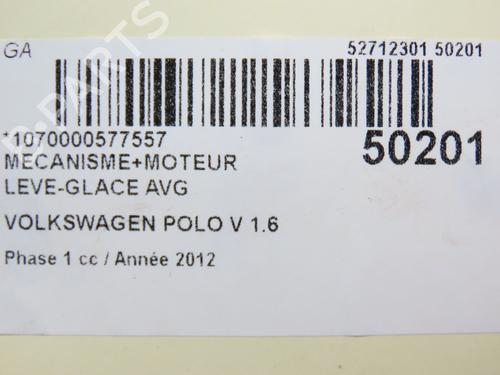 GA
52712301 50201
*1070000577557
50201
MECANISME+MOTEUR
LEVE-GLACE AVG
VOLKSWAGEN POLO V 1.6
Phase 1 cc / Année 2012
B-PARTS